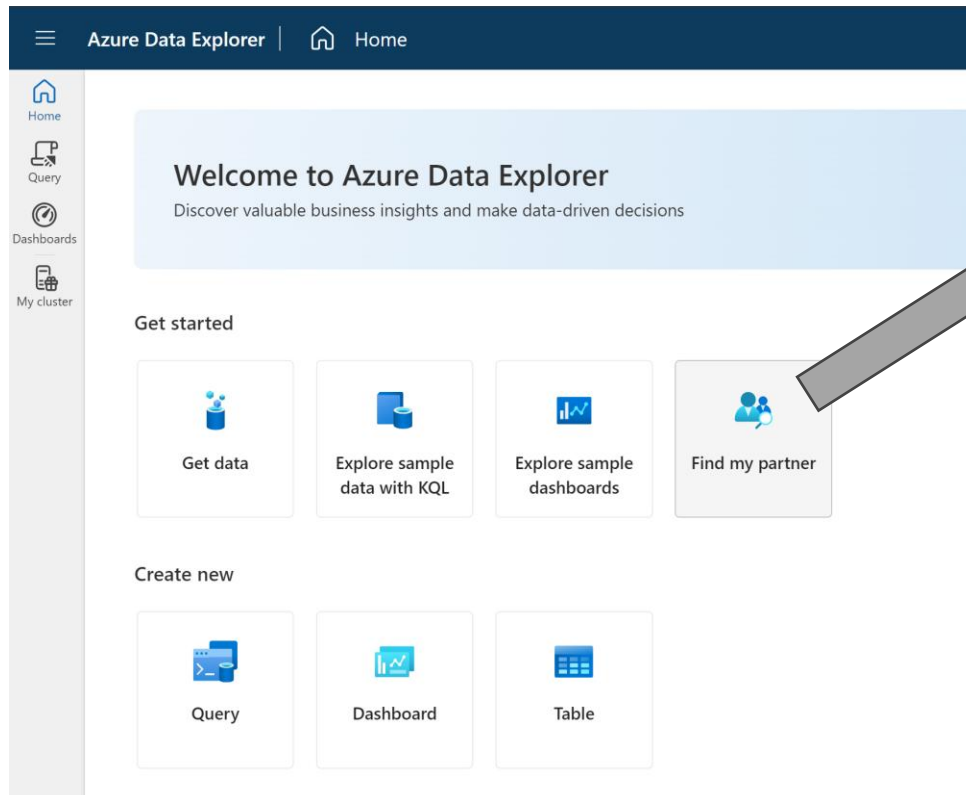 Azure Data Explorer
Home
Home
Query
Dashboards
My cluster
Welcome to Azure Data Explorer
Discover valuable business insights and make data-driven decisions
Get started
Get data
Explore sample
data with KQL
Explore sample
dashboards
Find my partner
Create new
Query
Dashboard
Table